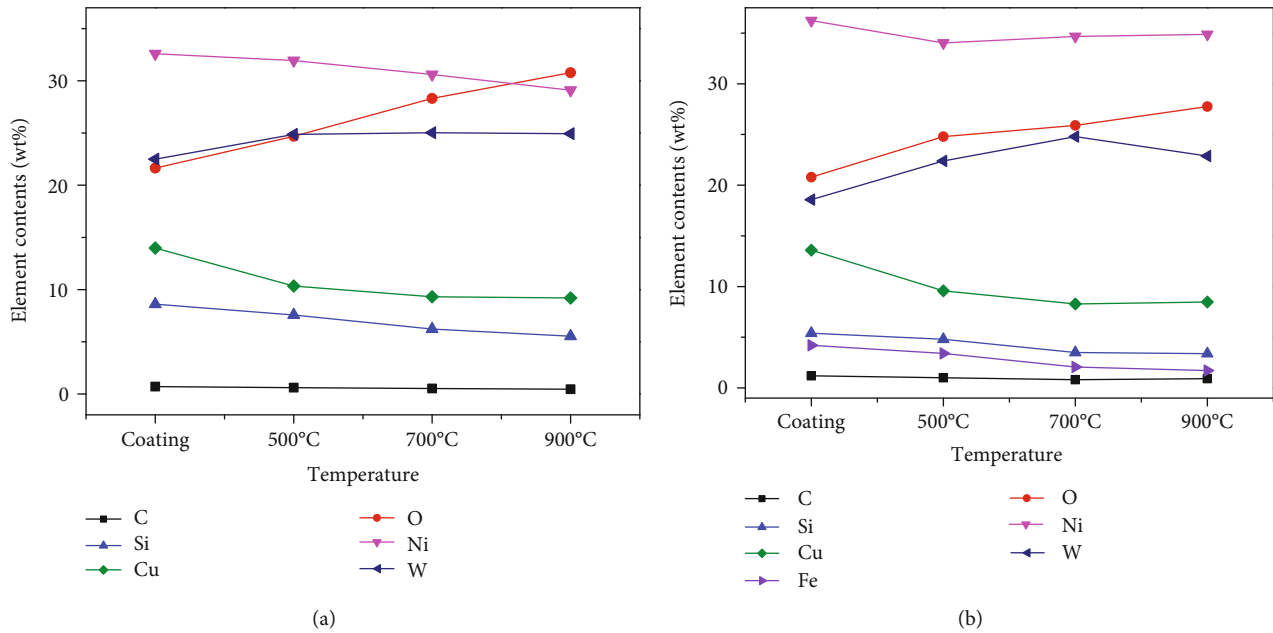 Element contents (wt%)
30
20
10
0
Coating 500°C 700°C 900°C
Temperature
C O
Si Ni
Cu W
(a)
Element contents (wt%)
30
20
10
0
Coating 500°C 700°C 900°C
Temperature
C O
Si Ni
Cu W
Fe
(b)